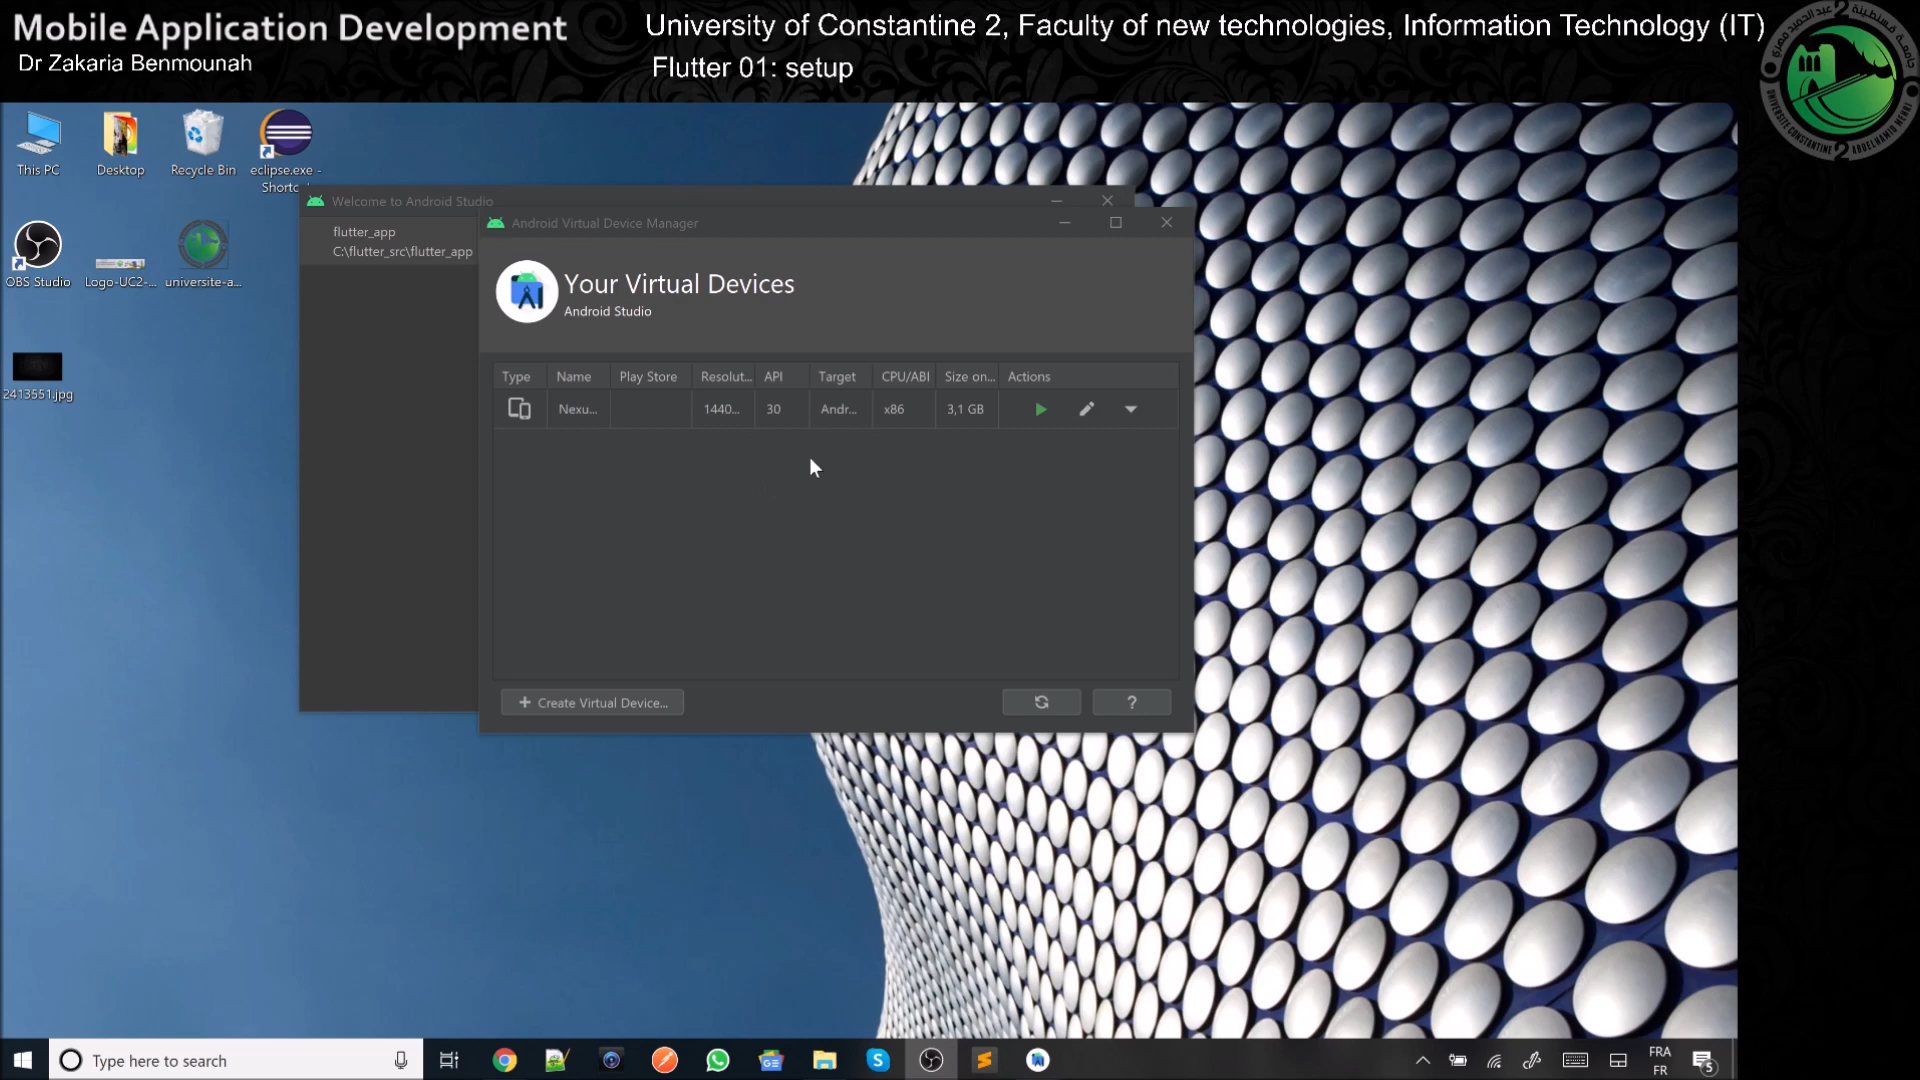 Mobile Application Development
Dr Zakaria Benmounah
University of Constantine 2, Faculty of new technologies, Information Technology (IT)
Flutter 01: setup
This PC
Desktop
Recycle Bin
eclipse.exe -
Shortc
OBS Studio
Logo-UC2-...
universite-a...
2413551.jpg
Welcome to Android Studio
flutter_app
C:\flutter_src\flutter_app
Android Virtual Device Manager
Your Virtual Devices
Android Studio
Type Name Play Store Resolut... API Target CPU/ABI Size on... Actions
Nexu... 1440... 30 Andr... x86 3,1 GB
+ Create Virtual Device...
?
Type here to search
FRA
FR
5